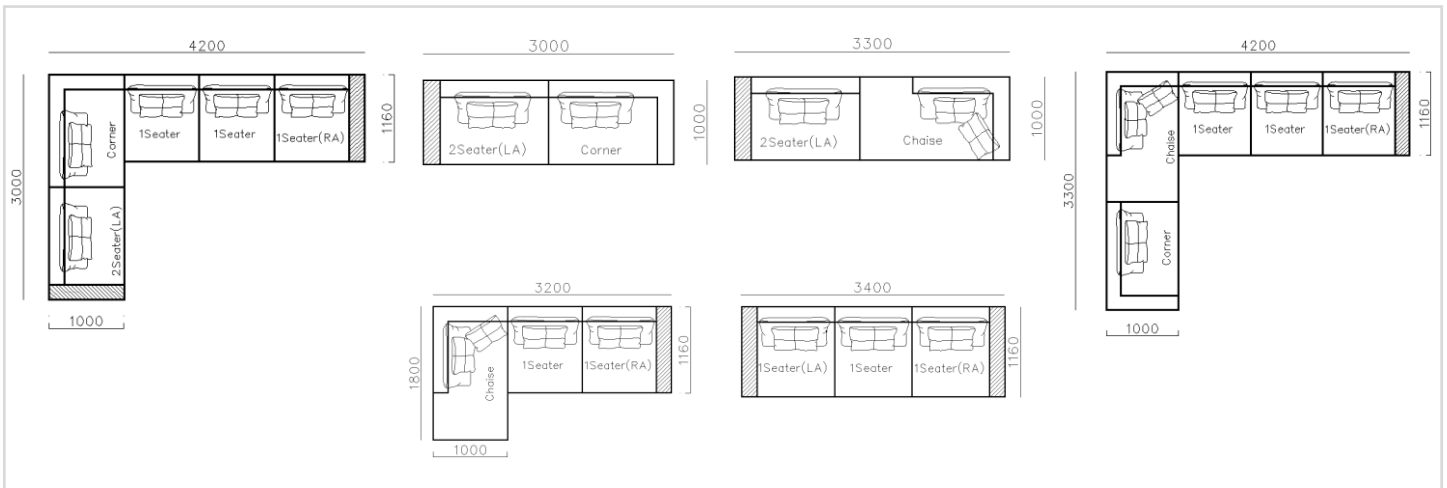 4200
3000
Corner
1Seater
1Seater
1Seater(RA)
1160
2Seater(LA)
1000
3000
2Seater(LA)
Corner
1000
3300
2Seater(LA)
Chaise
1000
4200
3300
Chaise
1Seater
1Seater
1Seater(RA)
1160
Corner
1000
3200
1800
Chaise
1Seater
1Seater(RA)
1160
1000
3400
1Seater(LA)
1Seater
1Seater(RA)
1160